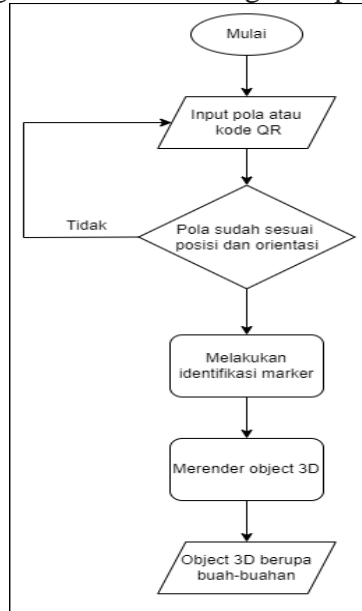 Mulai
Input pola atau
kode QR
Tidak
Pola sudah sesuai
posisi dan orientasi
Melakukan
identifikasi marker
Merender object 3D
Object 3D berupa
buah-buahan